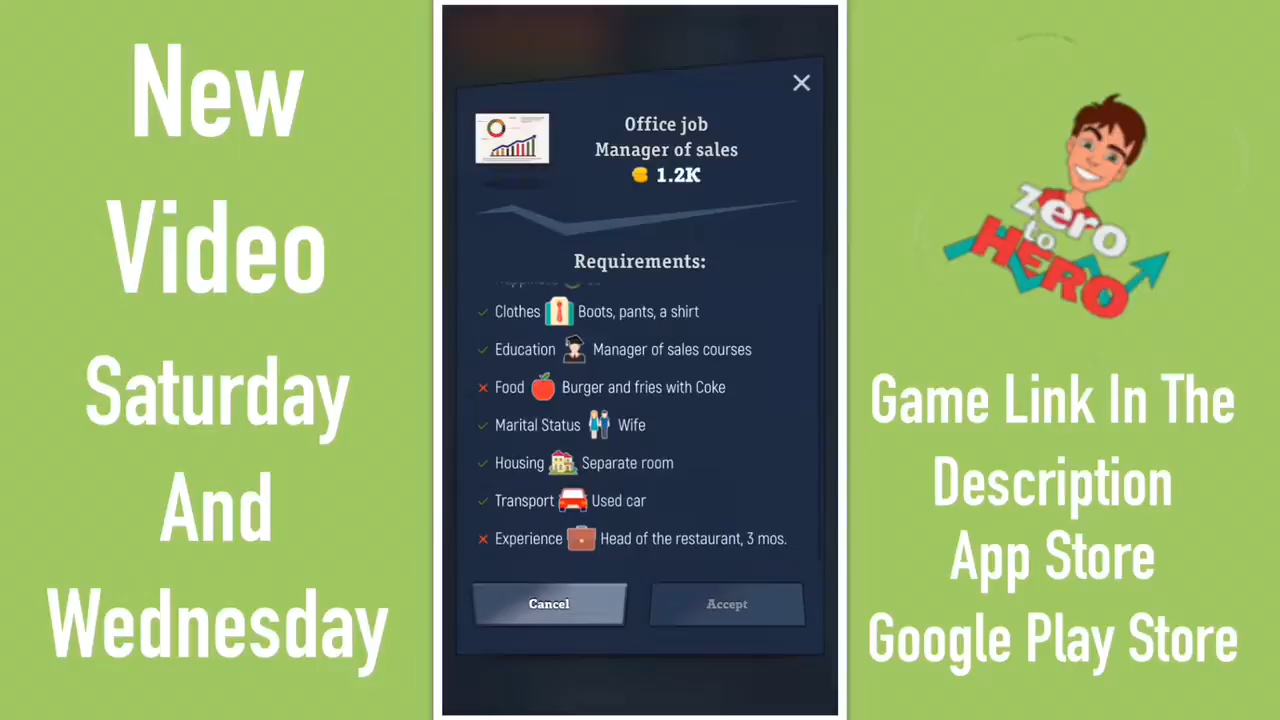 New
Video
Saturday
And
Wednesday
Office job
Manager of sales
1.2K
Requirements:
Clothes Boots, pants, a shirt
Education Manager of sales courses
Food Burger and fries with Coke
Marital Status Wife
Housing Separate room
Transport Used car
Experience Head of the restaurant, 3 mos.
Cancel
Accept
zero
to
HERO
Game Link In The
Description
App Store
Google Play Store